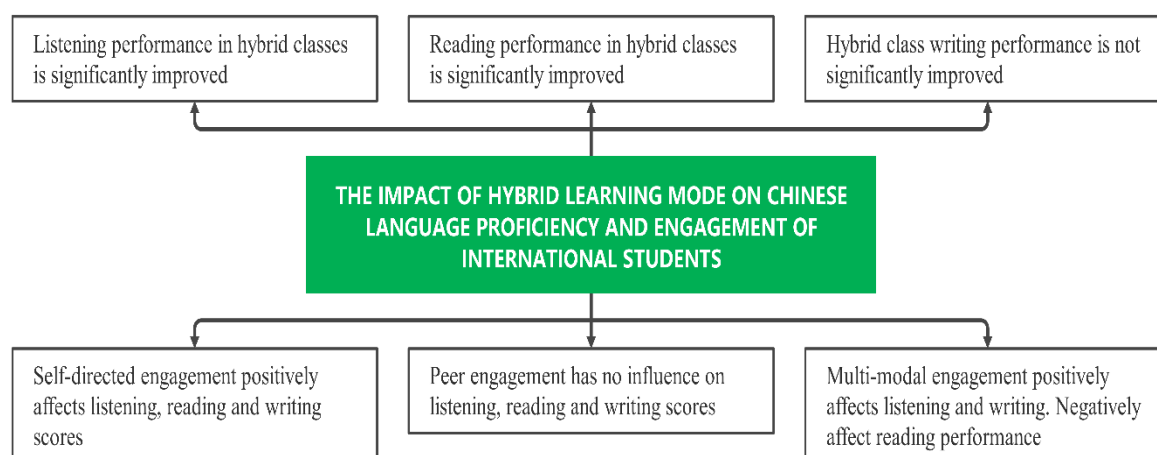 Listening performance in hybrid classes
is significantly improved
Reading performance in hybrid classes
is significantly improved
Hybrid class writing performance is not
significantly improved
THE IMPACT OF HYBRID LEARNING MODE ON CHINESE
LANGUAGE PROFICIENCY AND ENGAGEMENT OF
INTERNATIONAL STUDENTS
Self-directed engagement positively
affects listening, reading and writing
scores
Peer engagement has no influence on
listening, reading and writing scores
Multi-modal engagement positively
affects listening and writing. Negatively
affect reading performance